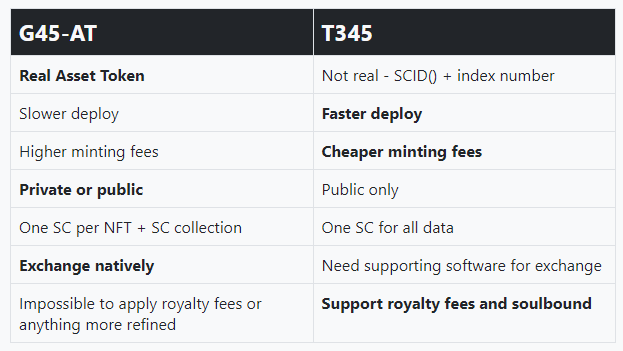 G45-AT
T345
Real Asset Token
Not real - SCID() + index number
Slower deploy
Faster deploy
Higher minting fees
Cheaper minting fees
Private or public
Public only
One SC per NFT + SC collection
One SC for all data
Exchange natively
Need supporting software for exchange
Impossible to apply royalty fees or
anything more refined
Support royalty fees and soulbound